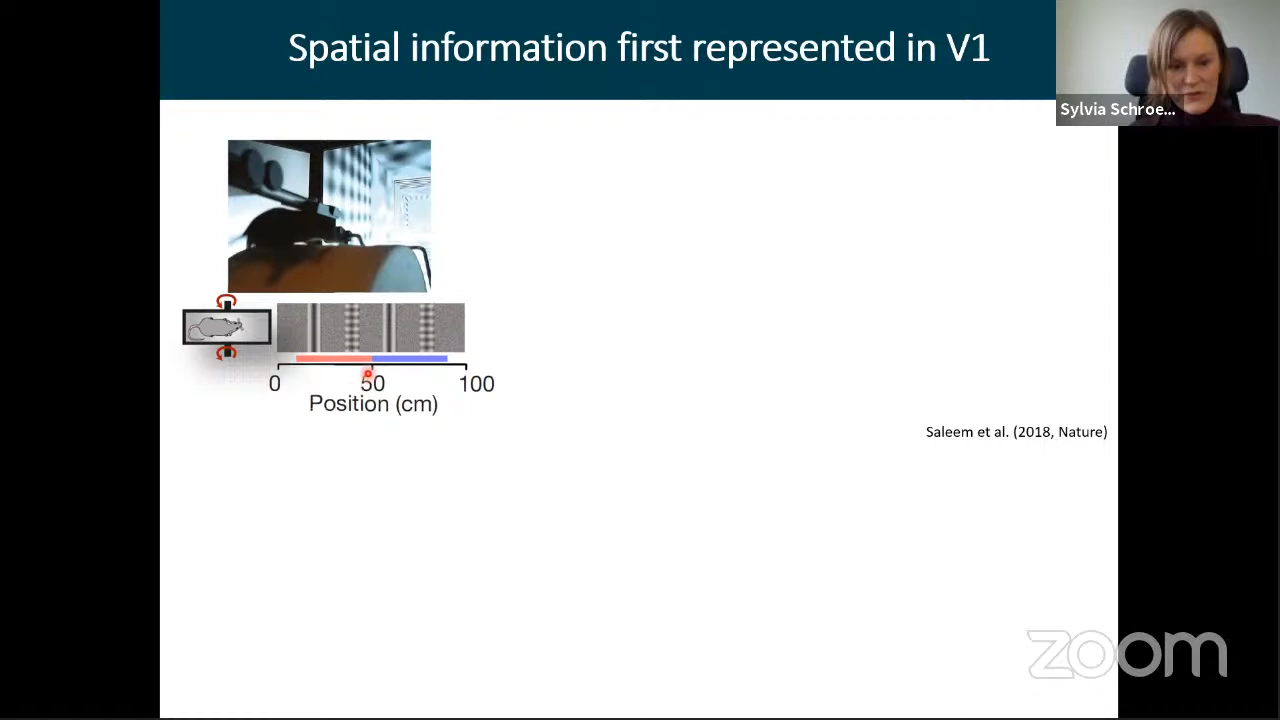 Spatial information first represented in V1
Sylvia Schroe...
0 50 100
Position (cm)
Saleem et al. (2018, Nature)
zoom